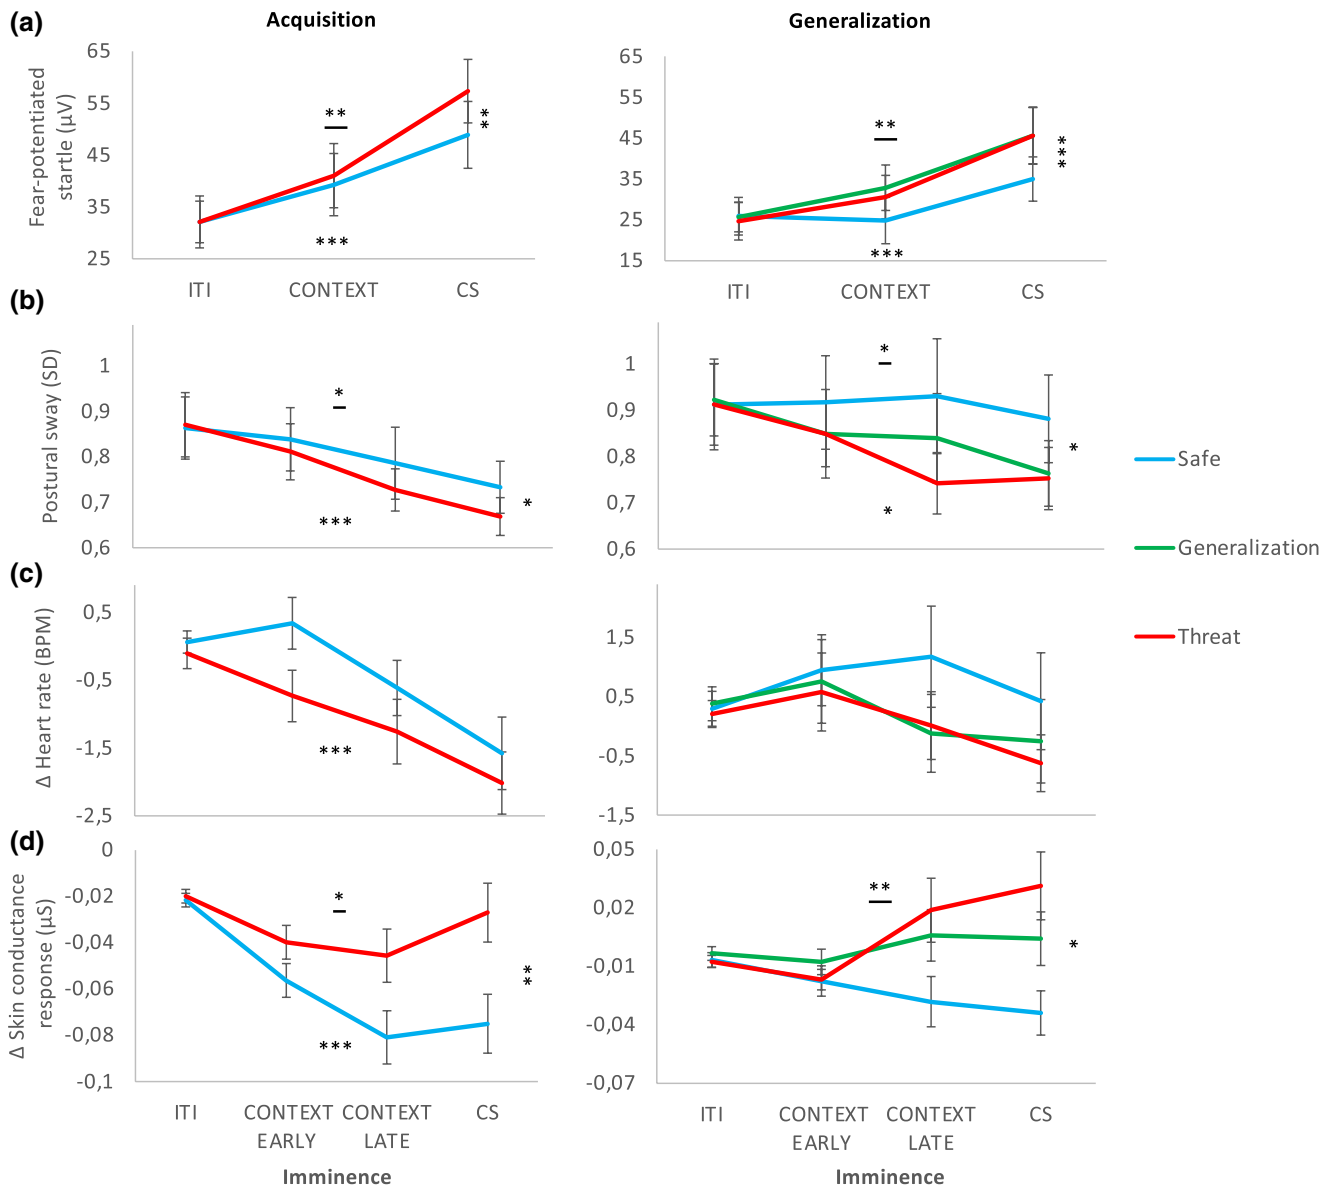 (a)
Acquisition
Generalization
Fear-potentiated
startle (µV)
65
55
45
35
25
**
**
***
ITI
CONTEXT
CS
65
55
45
35
25
15
**
***
***
ITI
CONTEXT
CS
(b)
Postural sway (SD)
1
0,9
0,8
0,7
0,6
*
*
***
1
0,9
0,8
0,7
0,6
*
*
*
Safe
Generalization
Threat
(c)
Δ Heart rate (BPM)
0,5
-0,5
-1,5
-2,5
***
1,5
0,5
-0,5
-1,5
(d)
Δ Skin conductance
response (µS)
0
-0,02
-0,04
-0,06
-0,08
-0,1
*
**
***
0,05
0,02
-0,01
-0,04
-0,07
**
*
ITI
CONTEXT
EARLY
CONTEXT
LATE
CS
Imminence
ITI
CONTEXT
EARLY
CONTEXT
LATE
CS
Imminence